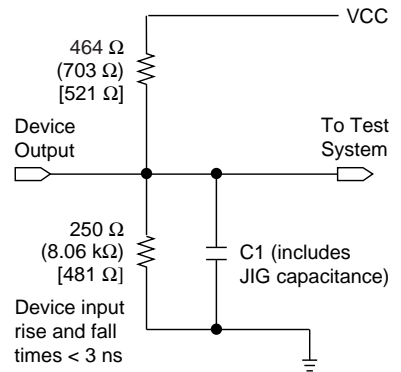 VCC
464 Ω
(703 Ω)
[521 Ω]
Device
Output
To Test
System
250 Ω
(8.06 kΩ)
[481 Ω]
C1 (includes
JIG capacitance)
Device input
rise and fall
times < 3 ns